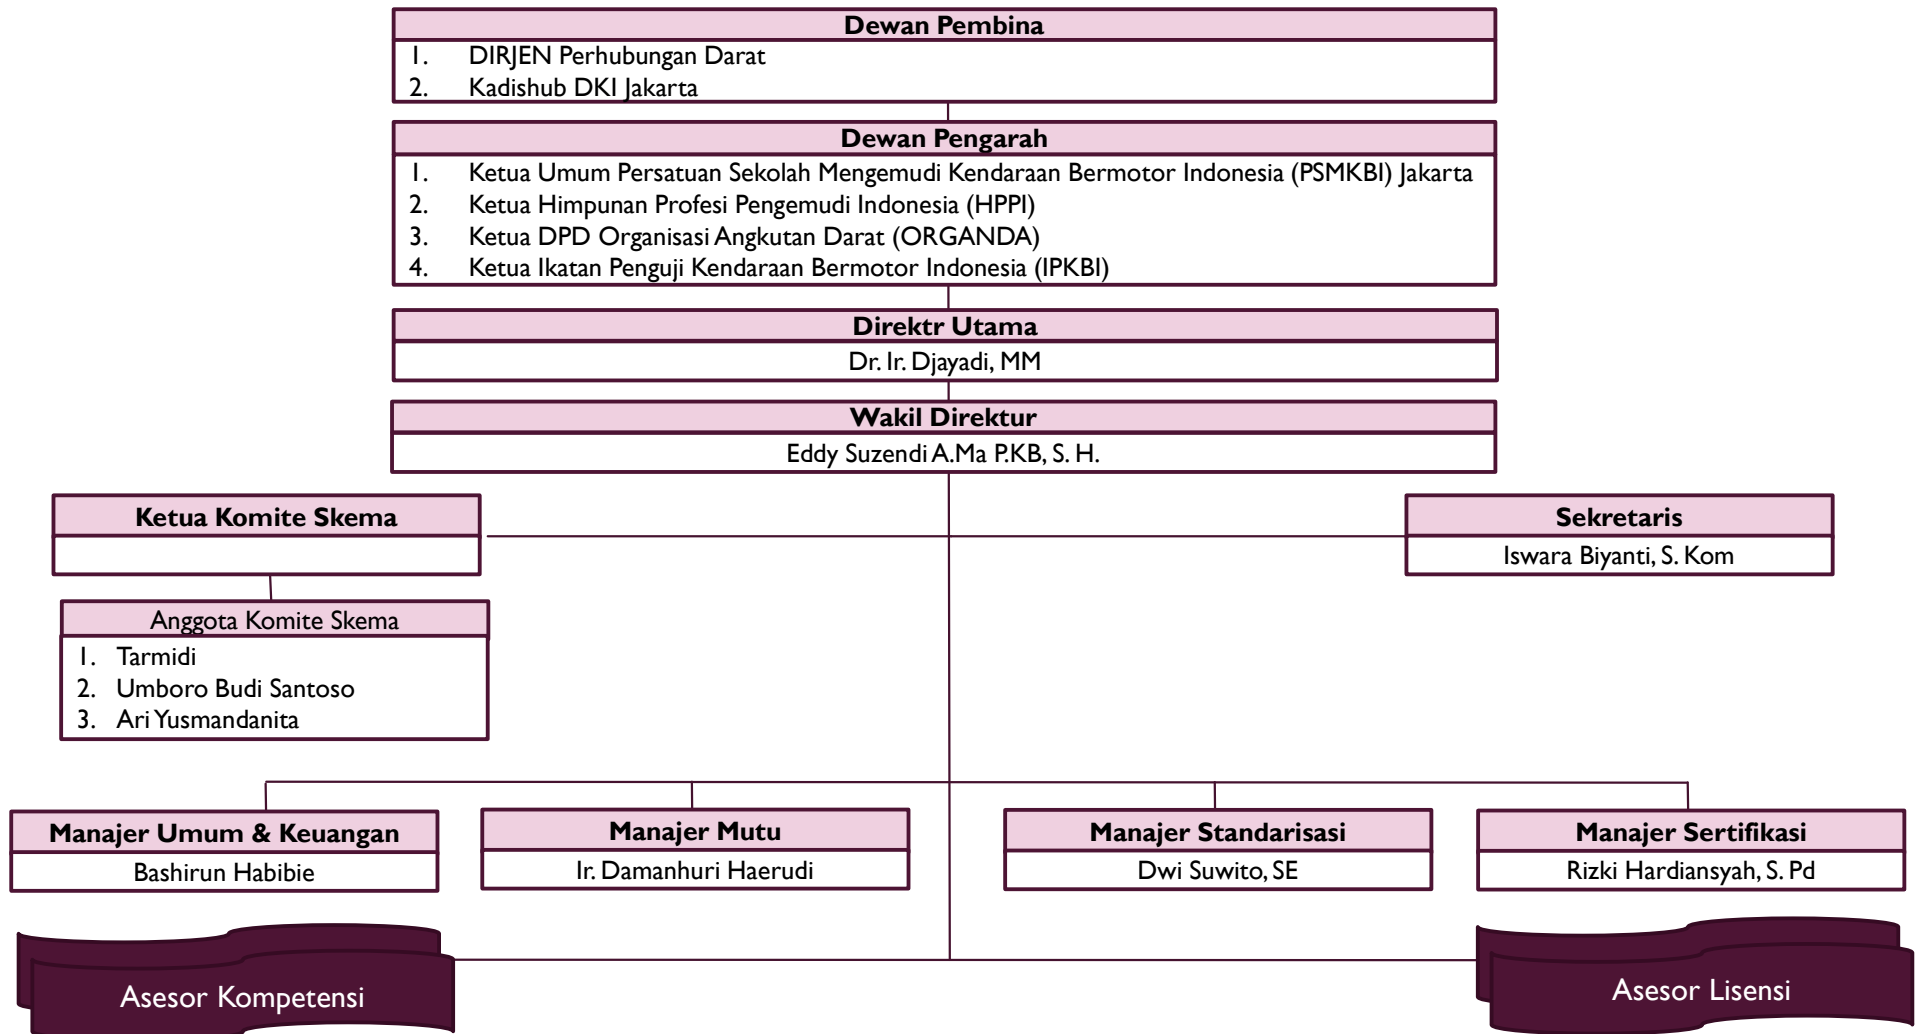 Dewan Pembina
1. DIRJEN Perhubungan Darat
2. Kadishub DKI Jakarta
Dewan Pengarah
1. Ketua Umum Persatuan Sekolah Mengemudi Kendaraan Bermotor Indonesia (PSMKBI) Jakarta
2. Ketua Himpunan Profesi Pengemudi Indonesia (HPPI)
3. Ketua DPD Organisasi Angkutan Darat (ORGANDA)
4. Ketua Ikatan Penguji Kendaraan Bermotor Indonesia (IPKBI)
Direktr Utama
Dr. Ir. Djayadi, MM
Wakil Direktur
Eddy Suzendi A.Ma P.KB, S. H.
Ketua Komite Skema
Sekretaris
Iswara Biyanti, S. Kom
Anggota Komite Skema
1. Tarmidi
2. Umboro Budi Santoso
3. Ari Yusmandanita
Manajer Umum & Keuangan
Bashirun Habibie
Manajer Mutu
Ir. Damanhuri Haerudi
Manajer Standarisasi
Dwi Suwito, SE
Manajer Sertifikasi
Rizki Hardiansyah, S. Pd
Asesor Kompetensi
Asesor Lisensi